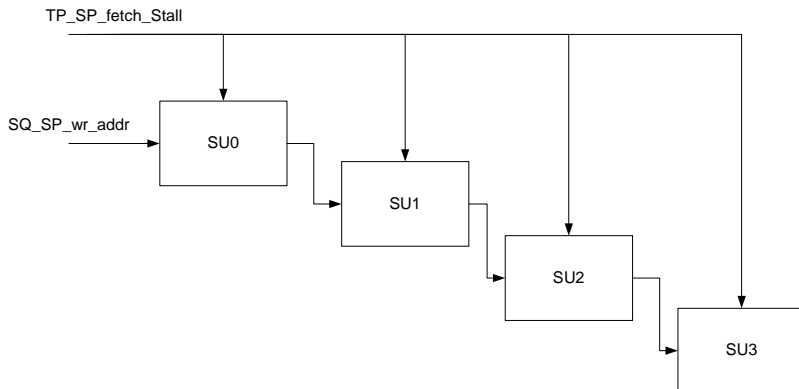 TP_SP_fetch_Stall
SQ_SP_wr_addr
SU0
SU1
SU2
SU3